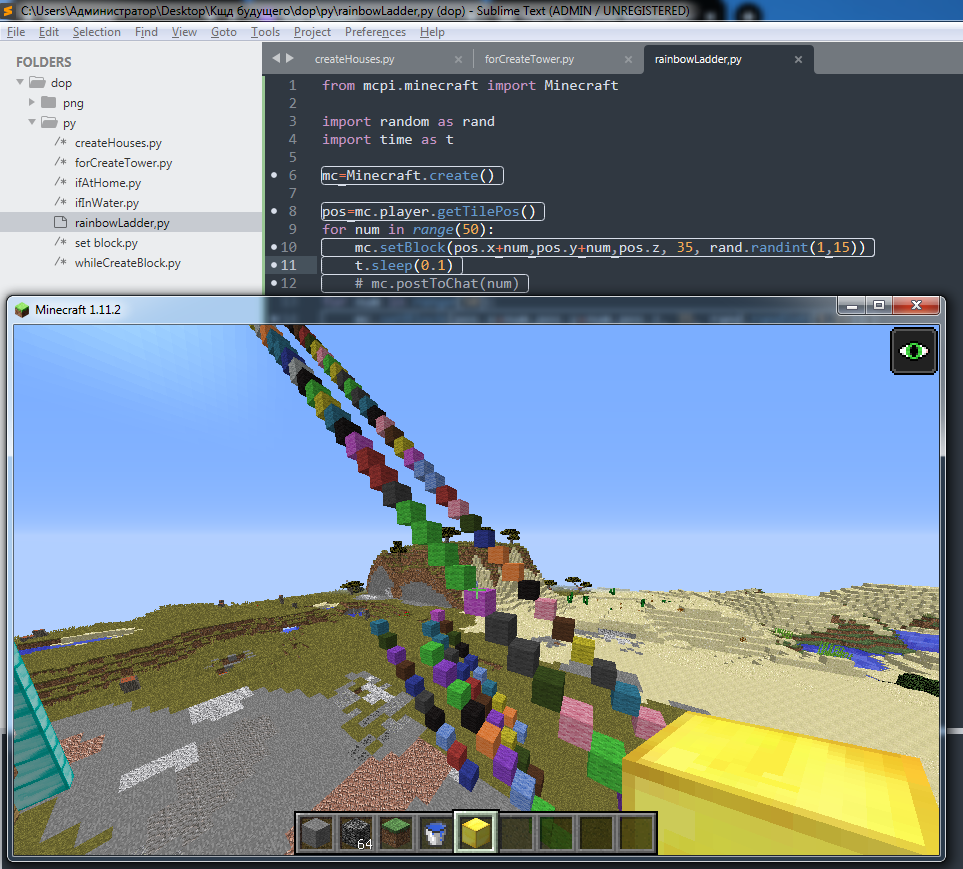 C:\Users\Администратор\Desktop\Кщд будущего\dop\py\rainbowLadder,py (dop) - Sublime Text (ADMIN / UNREGISTERED)
File Edit Selection Find View Goto Tools Project Preferences Help
FOLDERS
dop
png
py
/* createHouses.py
/* forCreateTower.py
/* ifAtHome.py
/* ifInWater.py
rainbowLadder,py
/* set block.py
/* whileCreateBlock.py
createHouses.py × forCreateTower.py × rainbowLadder,py ×
1 from mcpi.minecraft import Minecraft
2
3 import random as rand
4 import time as t
5
6 mc=Minecraft.create()
7
8 pos=mc.player.getTilePos()
9 for num in range(50):
10 mc.setBlock(pos.x+num,pos.y+num,pos.z, 35, rand.randint(1,15))
11 t.sleep(0.1)
12 # mc.postToChat(num)
Minecraft 1.11.2
64